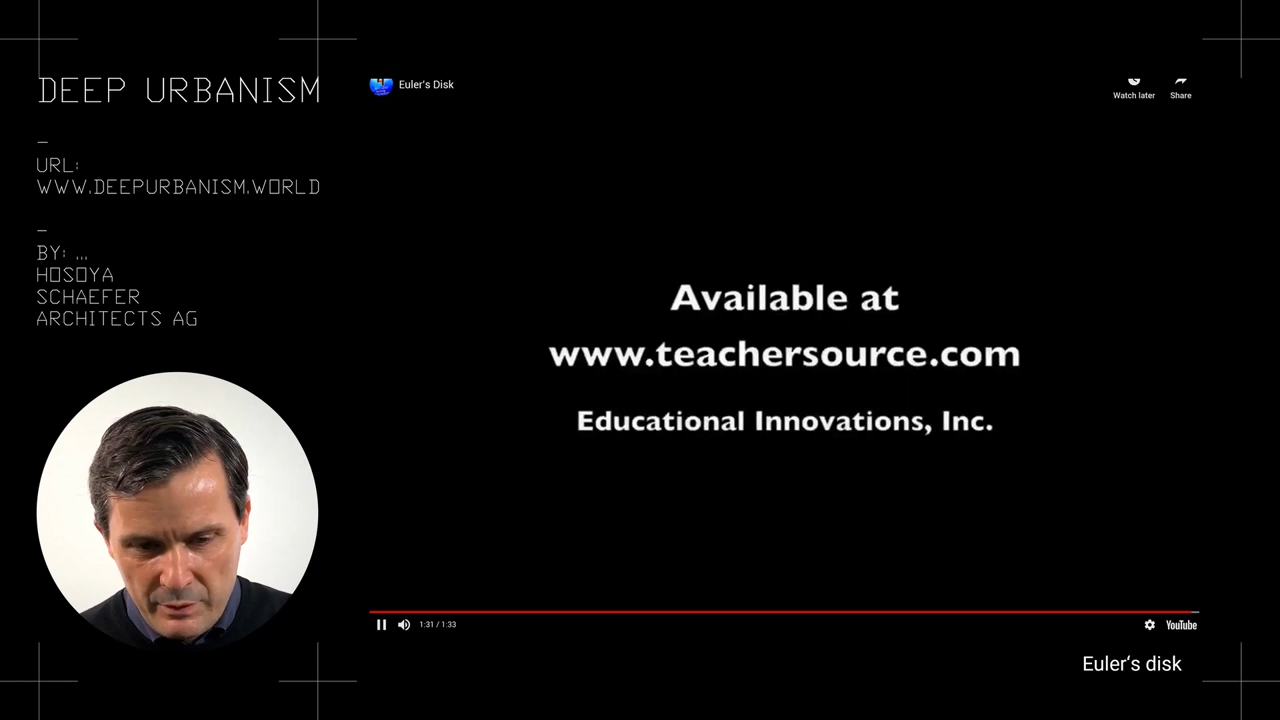 DEEP URBANISM
–
URL:
WWW.DEEPURBANISM.WORLD
–
BY: ...
HOSOYA
SCHAEFER
ARCHITECTS AG
Euler's Disk
Watch later
Share
Available at
www.teachersource.com
Educational Innovations, Inc.
1:31 / 1:33
YouTube
Euler‘s disk